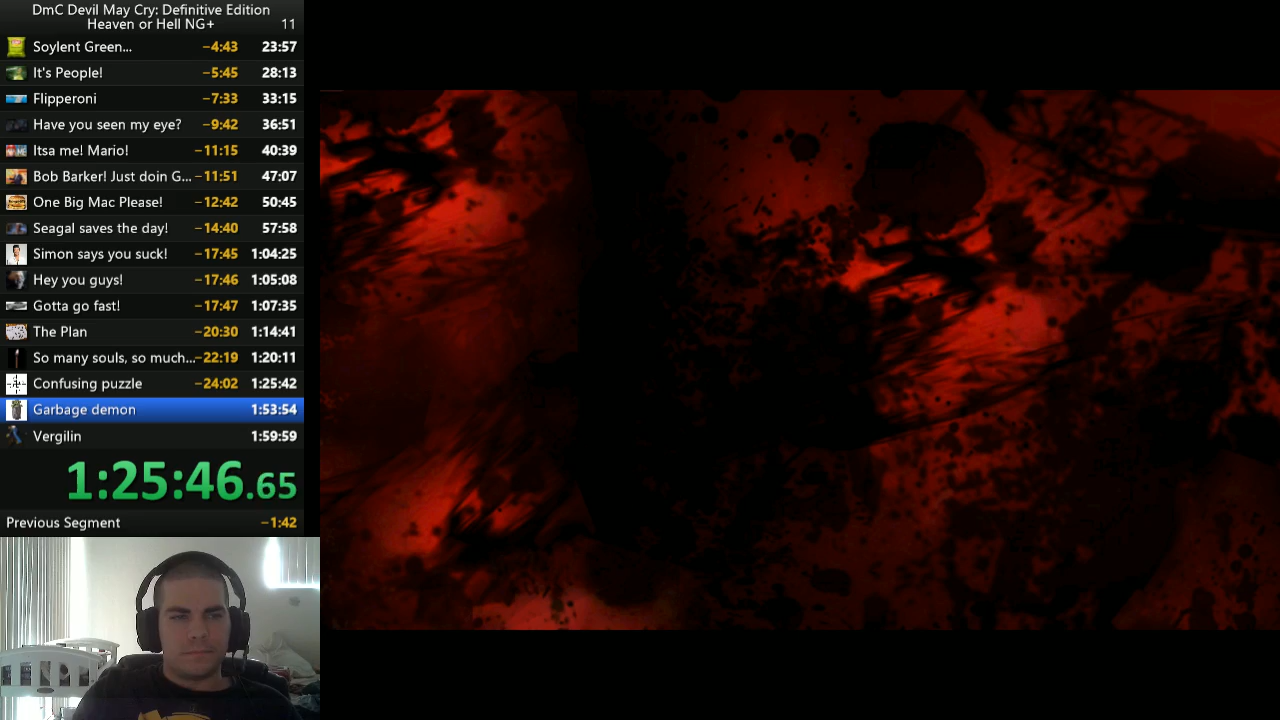 DmC Devil May Cry: Definitive Edition
Heaven or Hell NG+ 11
Soylent Green... −4:43 23:57
It's People! −5:45 28:13
Flipperoni −7:33 33:15
Have you seen my eye? −9:42 36:51
Itsa me! Mario! −11:15 40:39
Bob Barker! Just doin G... −11:51 47:07
One Big Mac Please! −12:42 50:45
Seagal saves the day! −14:40 57:58
Simon says you suck! −17:45 1:04:25
Hey you guys! −17:46 1:05:08
Gotta go fast! −17:47 1:07:35
The Plan −20:30 1:14:41
So many souls, so much... −22:19 1:20:11
Confusing puzzle −24:02 1:25:42
Garbage demon 1:53:54
Vergilin 1:59:59
1:25:46.65
Previous Segment −1:42